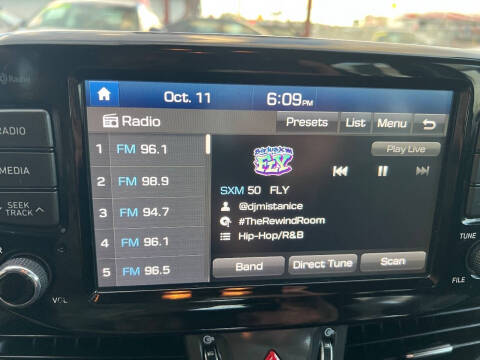 Radio
Oct. 11 6:09PM
Radio Presets List Menu
RADIO
MEDIA
SEEK
TRACK
VOL
1 FM 96.1
2 FM 98.9
3 FM 94.7
4 FM 96.1
5 FM 96.5
SiriusXM
FLY
Play Live
SXM 50 FLY
@djmistanice
#TheRewindRoom
Hip-Hop/R&B
Band Direct Tune Scan
TUNE
FILE